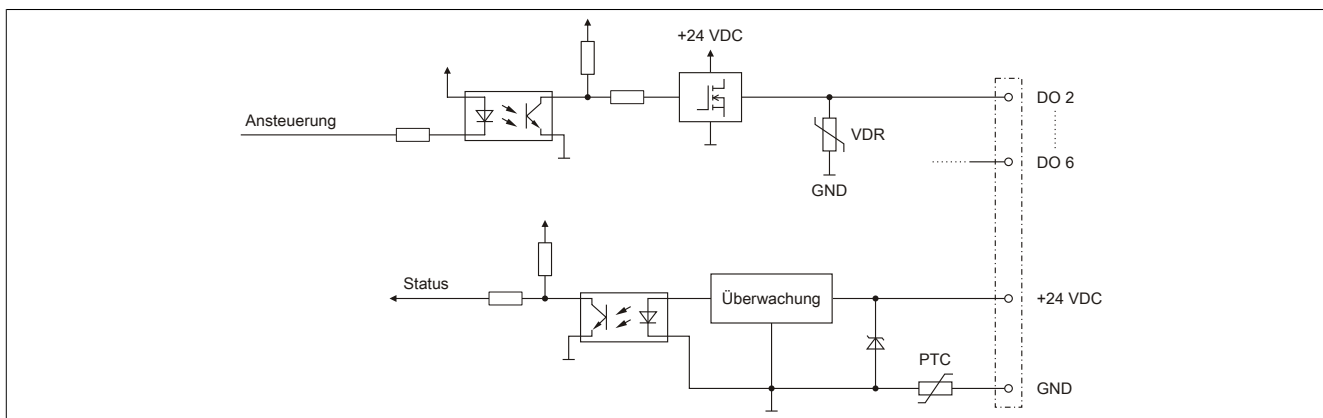 +24 VDC
DO 2
Ansteuerung
VDR
DO 6
GND
Status
Überwachung
+24 VDC
PTC
GND